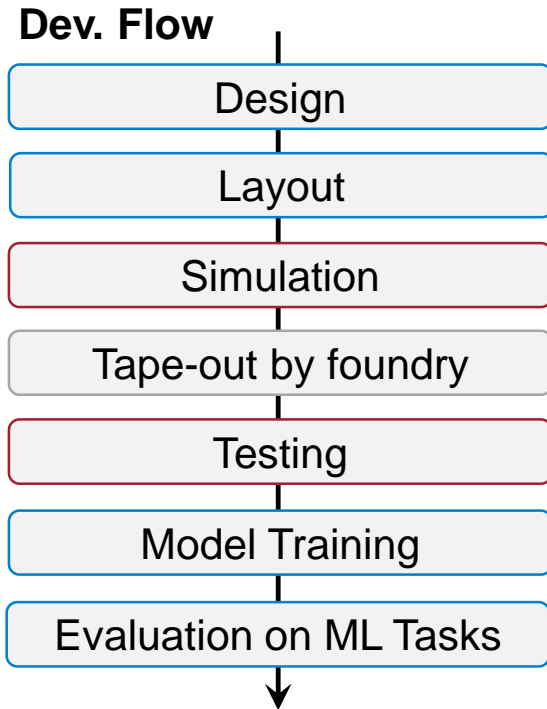 Dev. Flow
Design
Layout
Simulation
Tape-out by foundry
Testing
Model Training
Evaluation on ML Tasks